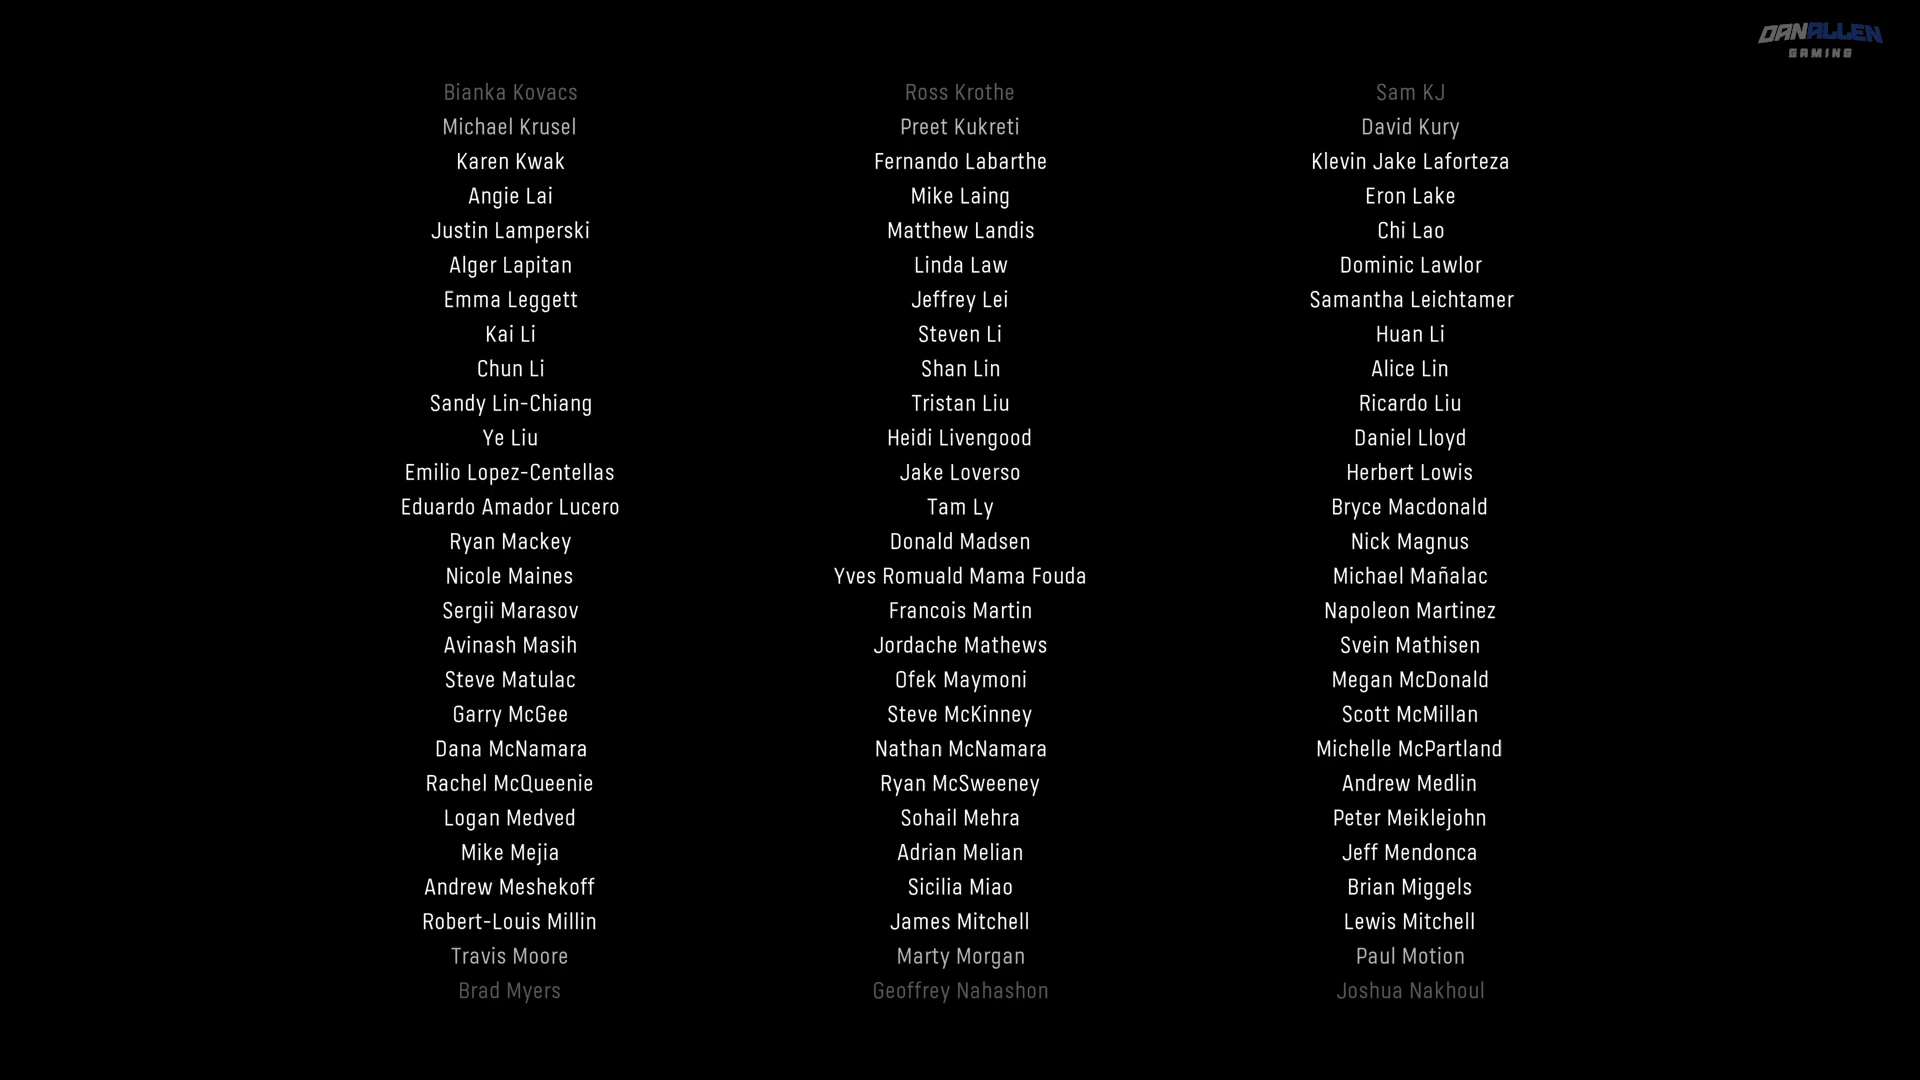 DANALLEN
GAMING
Bianka Kovacs Ross Krothe Sam KJ
Michael Krusel Preet Kukreti David Kury
Karen Kwak Fernando Labarthe Klevin Jake Laforteza
Angie Lai Mike Laing Eron Lake
Justin Lamperski Matthew Landis Chi Lao
Alger Lapitan Linda Law Dominic Lawlor
Emma Leggett Jeffrey Lei Samantha Leichtamer
Kai Li Steven Li Huan Li
Chun Li Shan Lin Alice Lin
Sandy Lin-Chiang Tristan Liu Ricardo Liu
Ye Liu Heidi Livengood Daniel Lloyd
Emilio Lopez-Centellas Jake Loverso Herbert Lowis
Eduardo Amador Lucero Tam Ly Bryce Macdonald
Ryan Mackey Donald Madsen Nick Magnus
Nicole Maines Yves Romuald Mama Fouda Michael Mañalac
Sergii Marasov Francois Martin Napoleon Martinez
Avinash Masih Jordache Mathews Svein Mathisen
Steve Matulac Ofek Maymoni Megan McDonald
Garry McGee Steve McKinney Scott McMillan
Dana McNamara Nathan McNamara Michelle McPartland
Rachel McQueenie Ryan McSweeney Andrew Medlin
Logan Medved Sohail Mehra Peter Meiklejohn
Mike Mejia Adrian Melian Jeff Mendonca
Andrew Meshekoff Sicilia Miao Brian Miggels
Robert-Louis Millin James Mitchell Lewis Mitchell
Travis Moore Marty Morgan Paul Motion
Brad Myers Geoffrey Nahashon Joshua Nakhoul